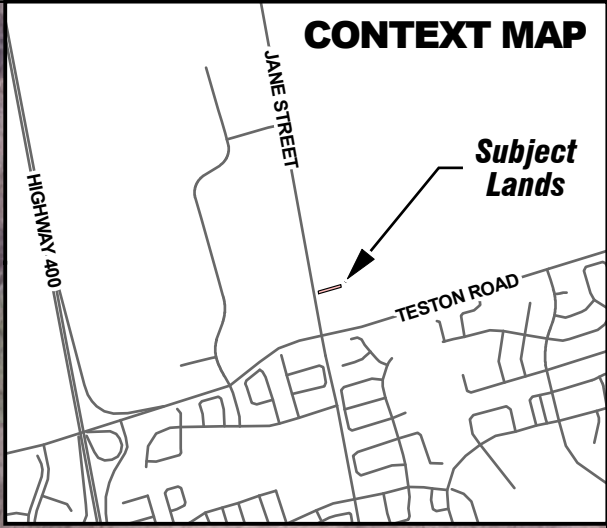 CONTEXT MAP
JANE STREET
Subject
Lands
HIGHWAY 400
TESTON ROAD